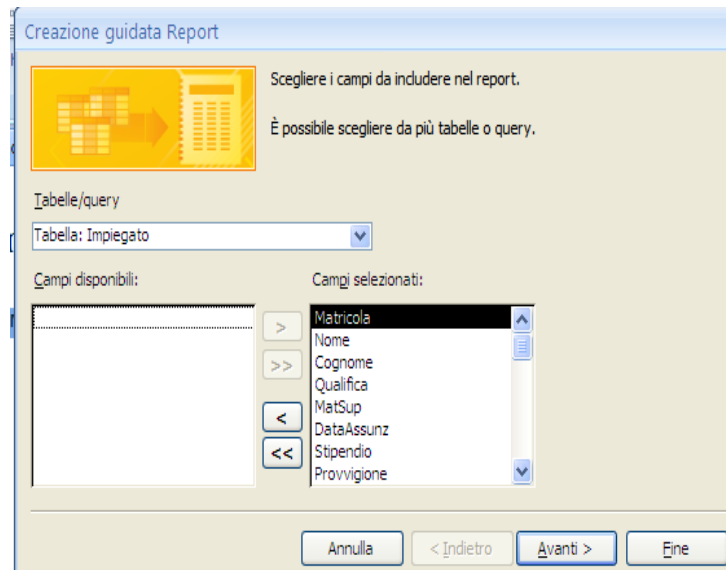 Creazione guidata Report
Scegliere i campi da includere nel report.
È possibile scegliere da più tabelle o query.
Tabelle/query
Tabella: Impiegato
Campi disponibili:
Campi selezionati:
>
>>
<
<<
Matricola
Nome
Cognome
Qualifica
MatSup
DataAssunz
Stipendio
Provvigione
Annulla
< Indietro
Avanti >
Fine